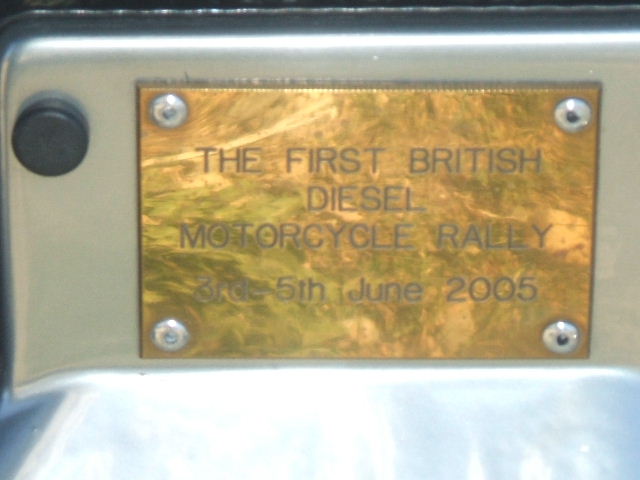 THE FIRST BRITISH
DIESEL
MOTORCYCLE RALLY
3rd-5th June 2005